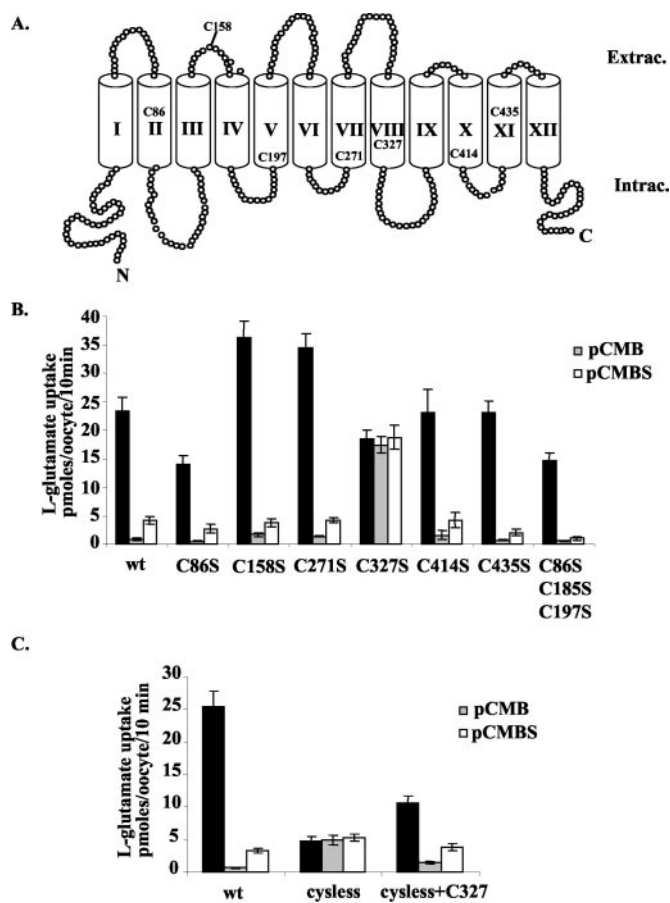 A.
C158
Extrac.
C86
C435
I II III IV V VI VII VIII IX X XI XII
C197 C271 C327 C414
Intrac.
N
C
B.
L-glutamate uptake
pmoles/oocyte/10min
40
35
30
25
20
15
10
5
0
pCMB
pCMBS
wt C86S C158S C271S C327S C414S C435S C86S
C185S
C197S
C.
L-glutamate uptake
pmoles/oocyte/10 min
30
25
20
15
10
5
0
pCMB
pCMBS
wt cysless cysless+C327